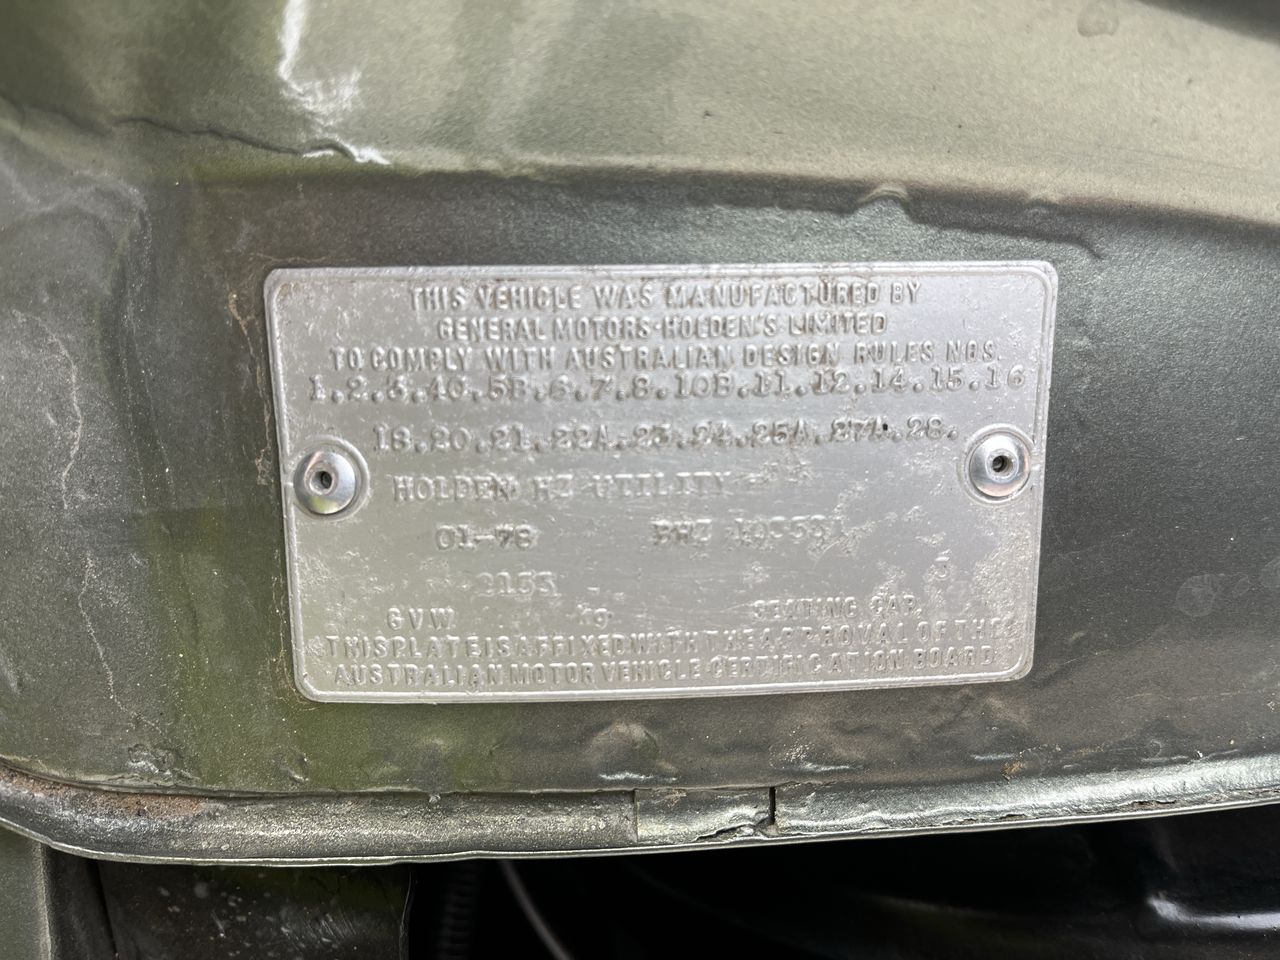 THIS VEHICLE WAS MANUFACTURED BY
GENERAL MOTORS-HOLDEN'S LIMITED
TO COMPLY WITH AUSTRALIAN DESIGN RULES NOS.
1.2.3.4C.5B.6.7.8.10B.11.12.14.15.16
18.20.21.22A.23.24.25A.27A.28.
HOLDEN HZ UTILITY
01-78
2155
3
GVW kg SEATING CAP.
THIS PLATE IS AFFIXED WITH THE APPROVAL OF THE
AUSTRALIAN MOTOR VEHICLE CERTIFICATION BOARD